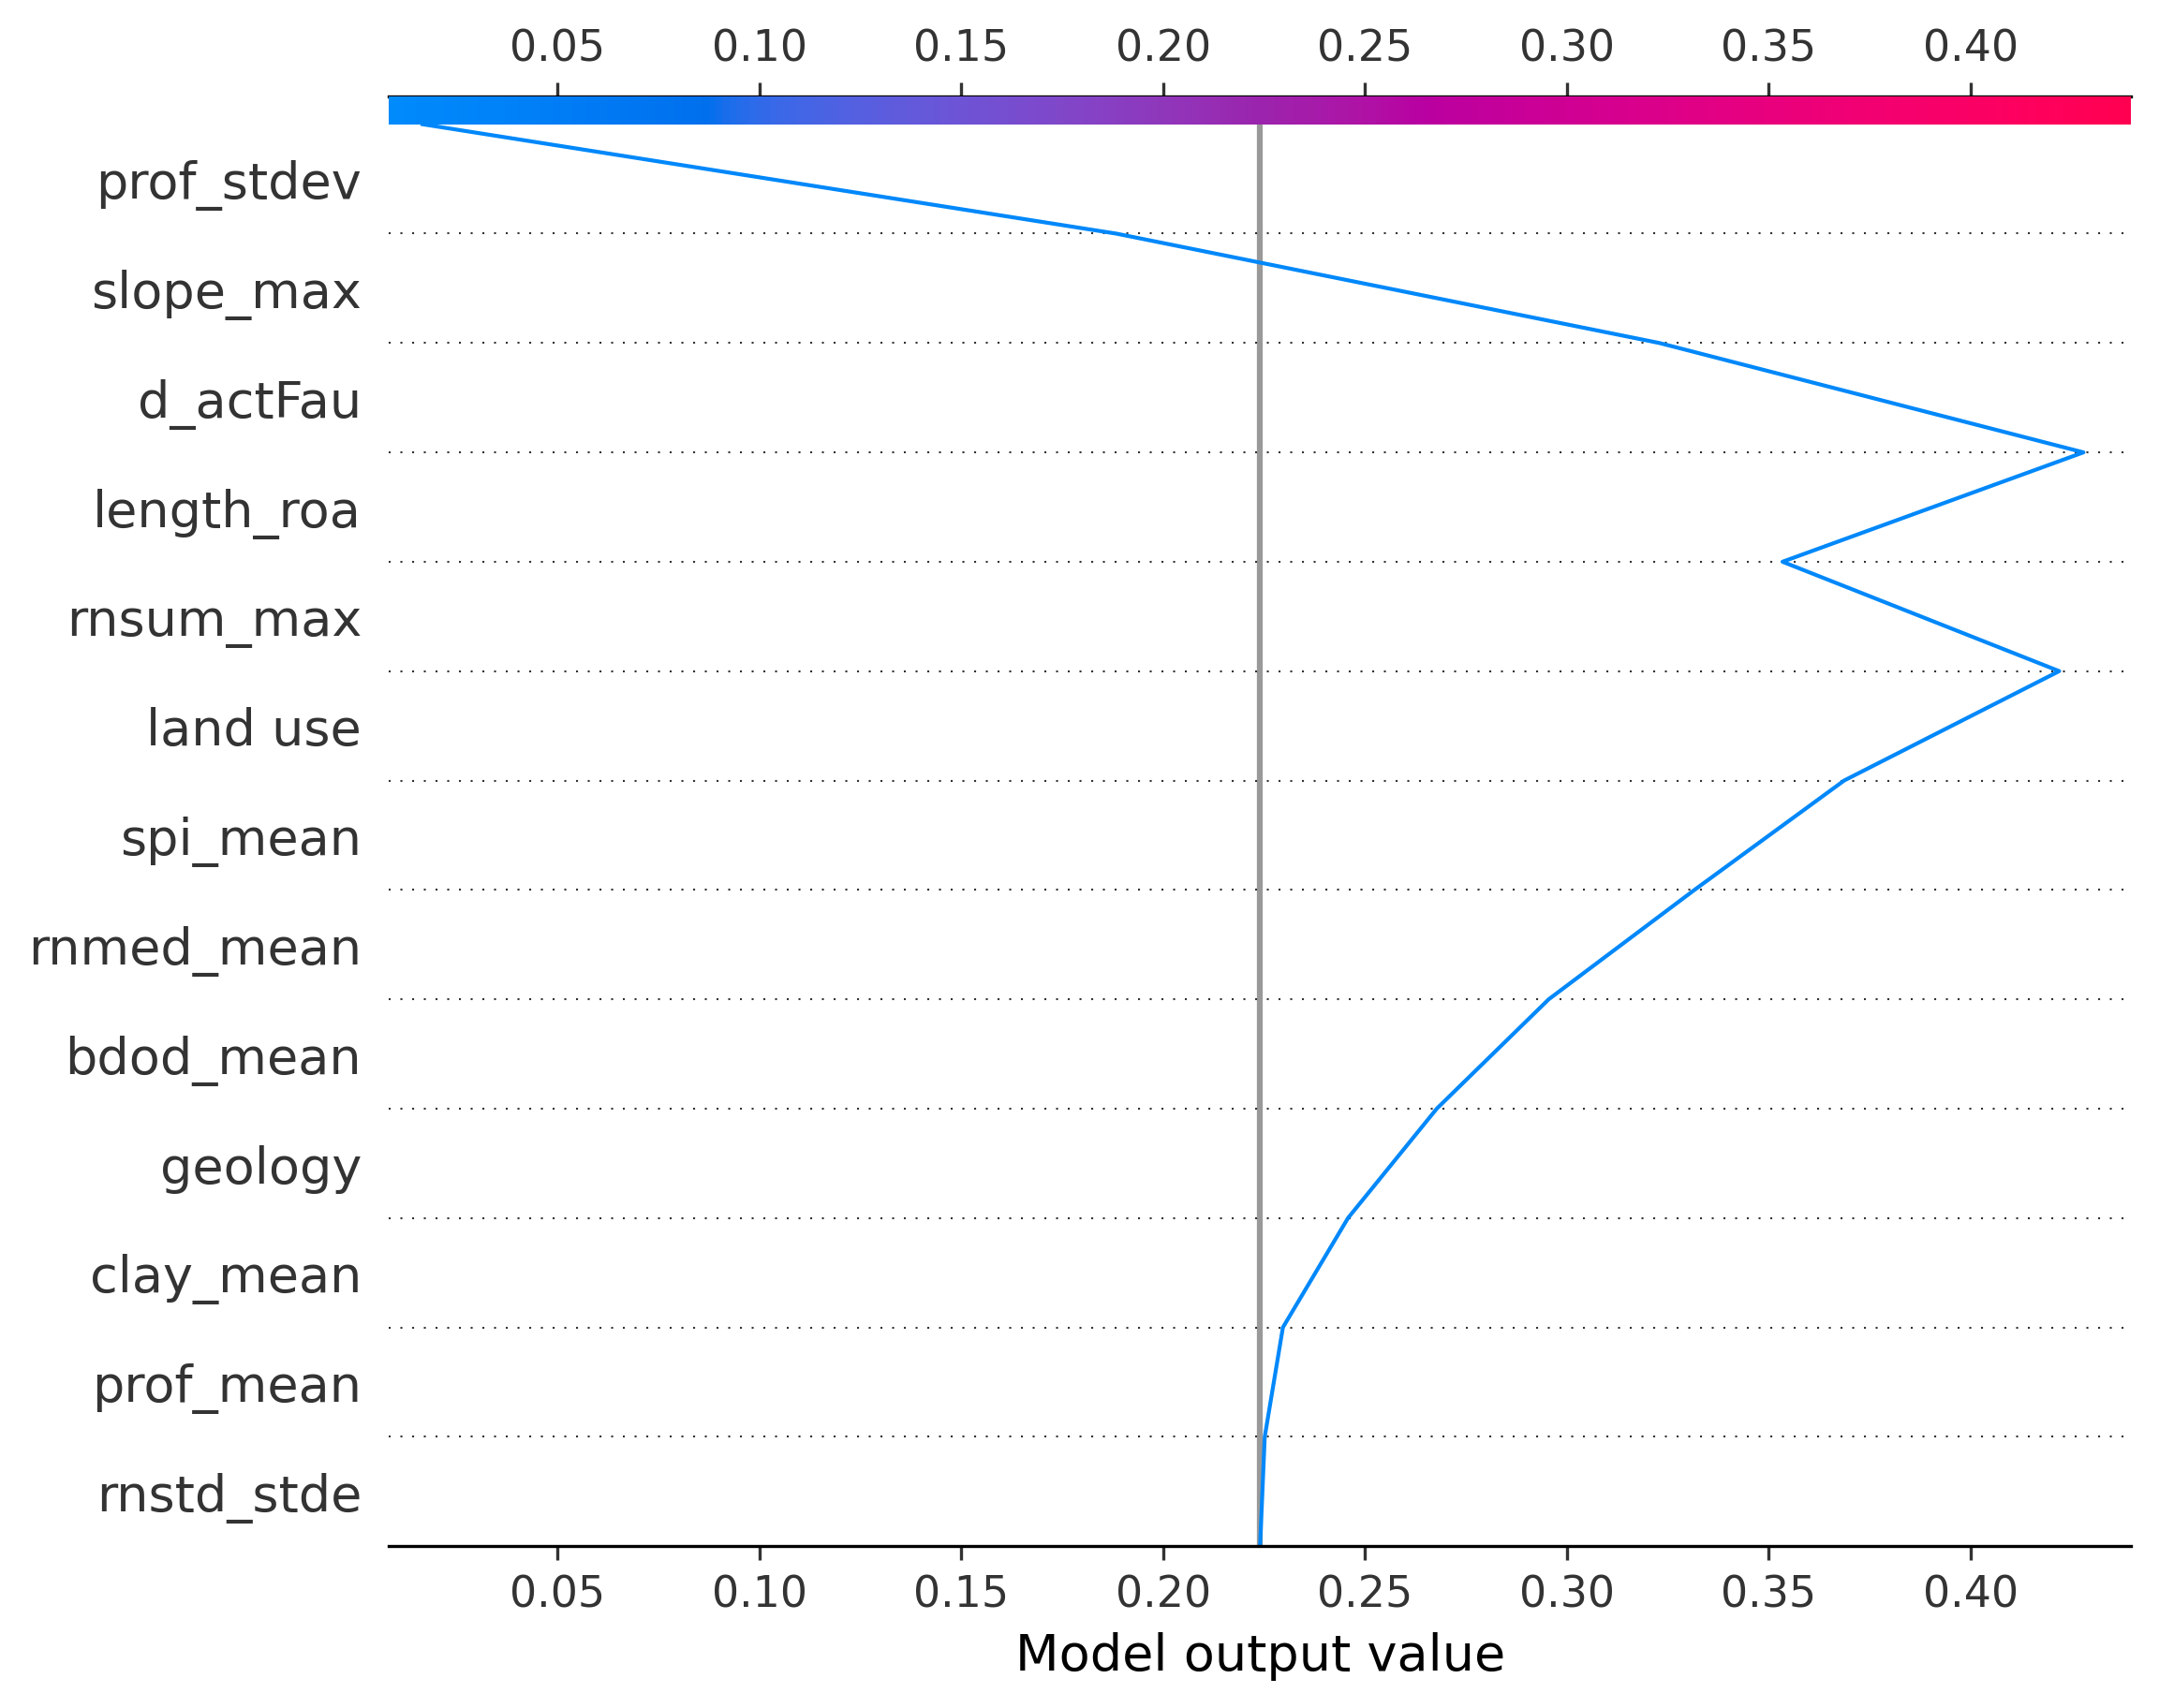 0.05 0.10 0.15 0.20 0.25 0.30 0.35 0.40
prof_stdev
slope_max
d_actFau
length_roa
rnsum_max
land use
spi_mean
rnmed_mean
bdod_mean
geology
clay_mean
prof_mean
rnstd_stde
0.05 0.10 0.15 0.20 0.25 0.30 0.35 0.40
Model output value